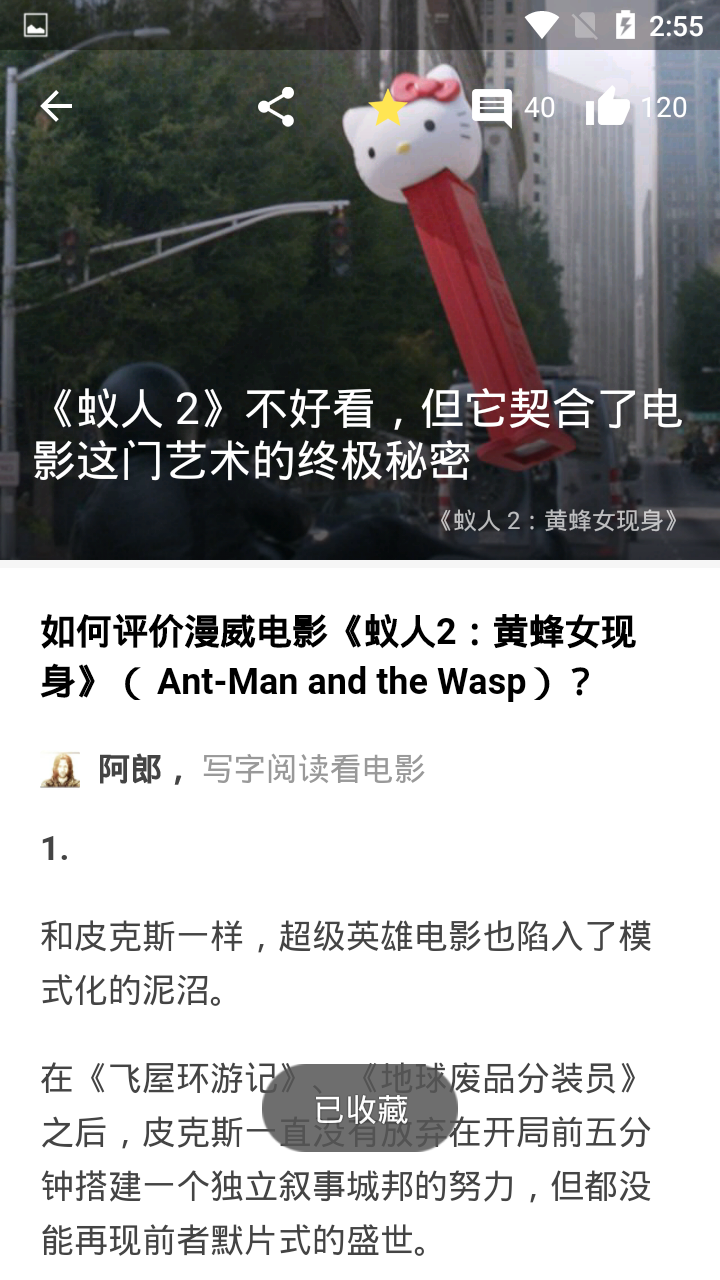 2:55
40
120
《蚁人 2》不好看，但它契合了电
影这门艺术的终极秘密
《蚁人 2：黄蜂女现身》
如何评价漫威电影《蚁人2：黄蜂女现
身》（ Ant-Man and the Wasp）？
阿郎，写字阅读看电影
1.
和皮克斯一样，超级英雄电影也陷入了模
式化的泥沼。
在《飞屋环游记》、《地球废品分装员》
已收藏
之后，皮克斯一直没有放弃在开局前五分
钟搭建一个独立叙事城邦的努力，但都没
能再现前者默片式的盛世。